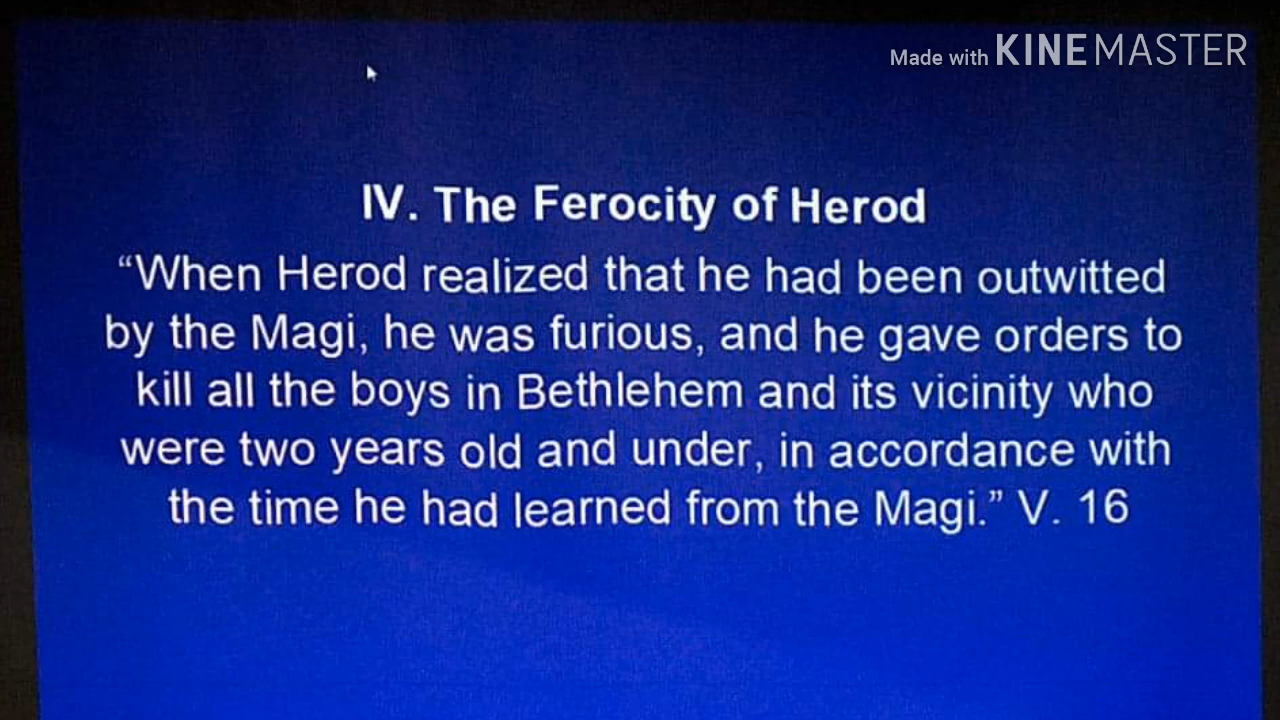 Made with KINEMASTER
IV. The Ferocity of Herod
“When Herod realized that he had been outwitted
by the Magi, he was furious, and he gave orders to
kill all the boys in Bethlehem and its vicinity who
were two years old and under, in accordance with
the time he had learned from the Magi.” V. 16